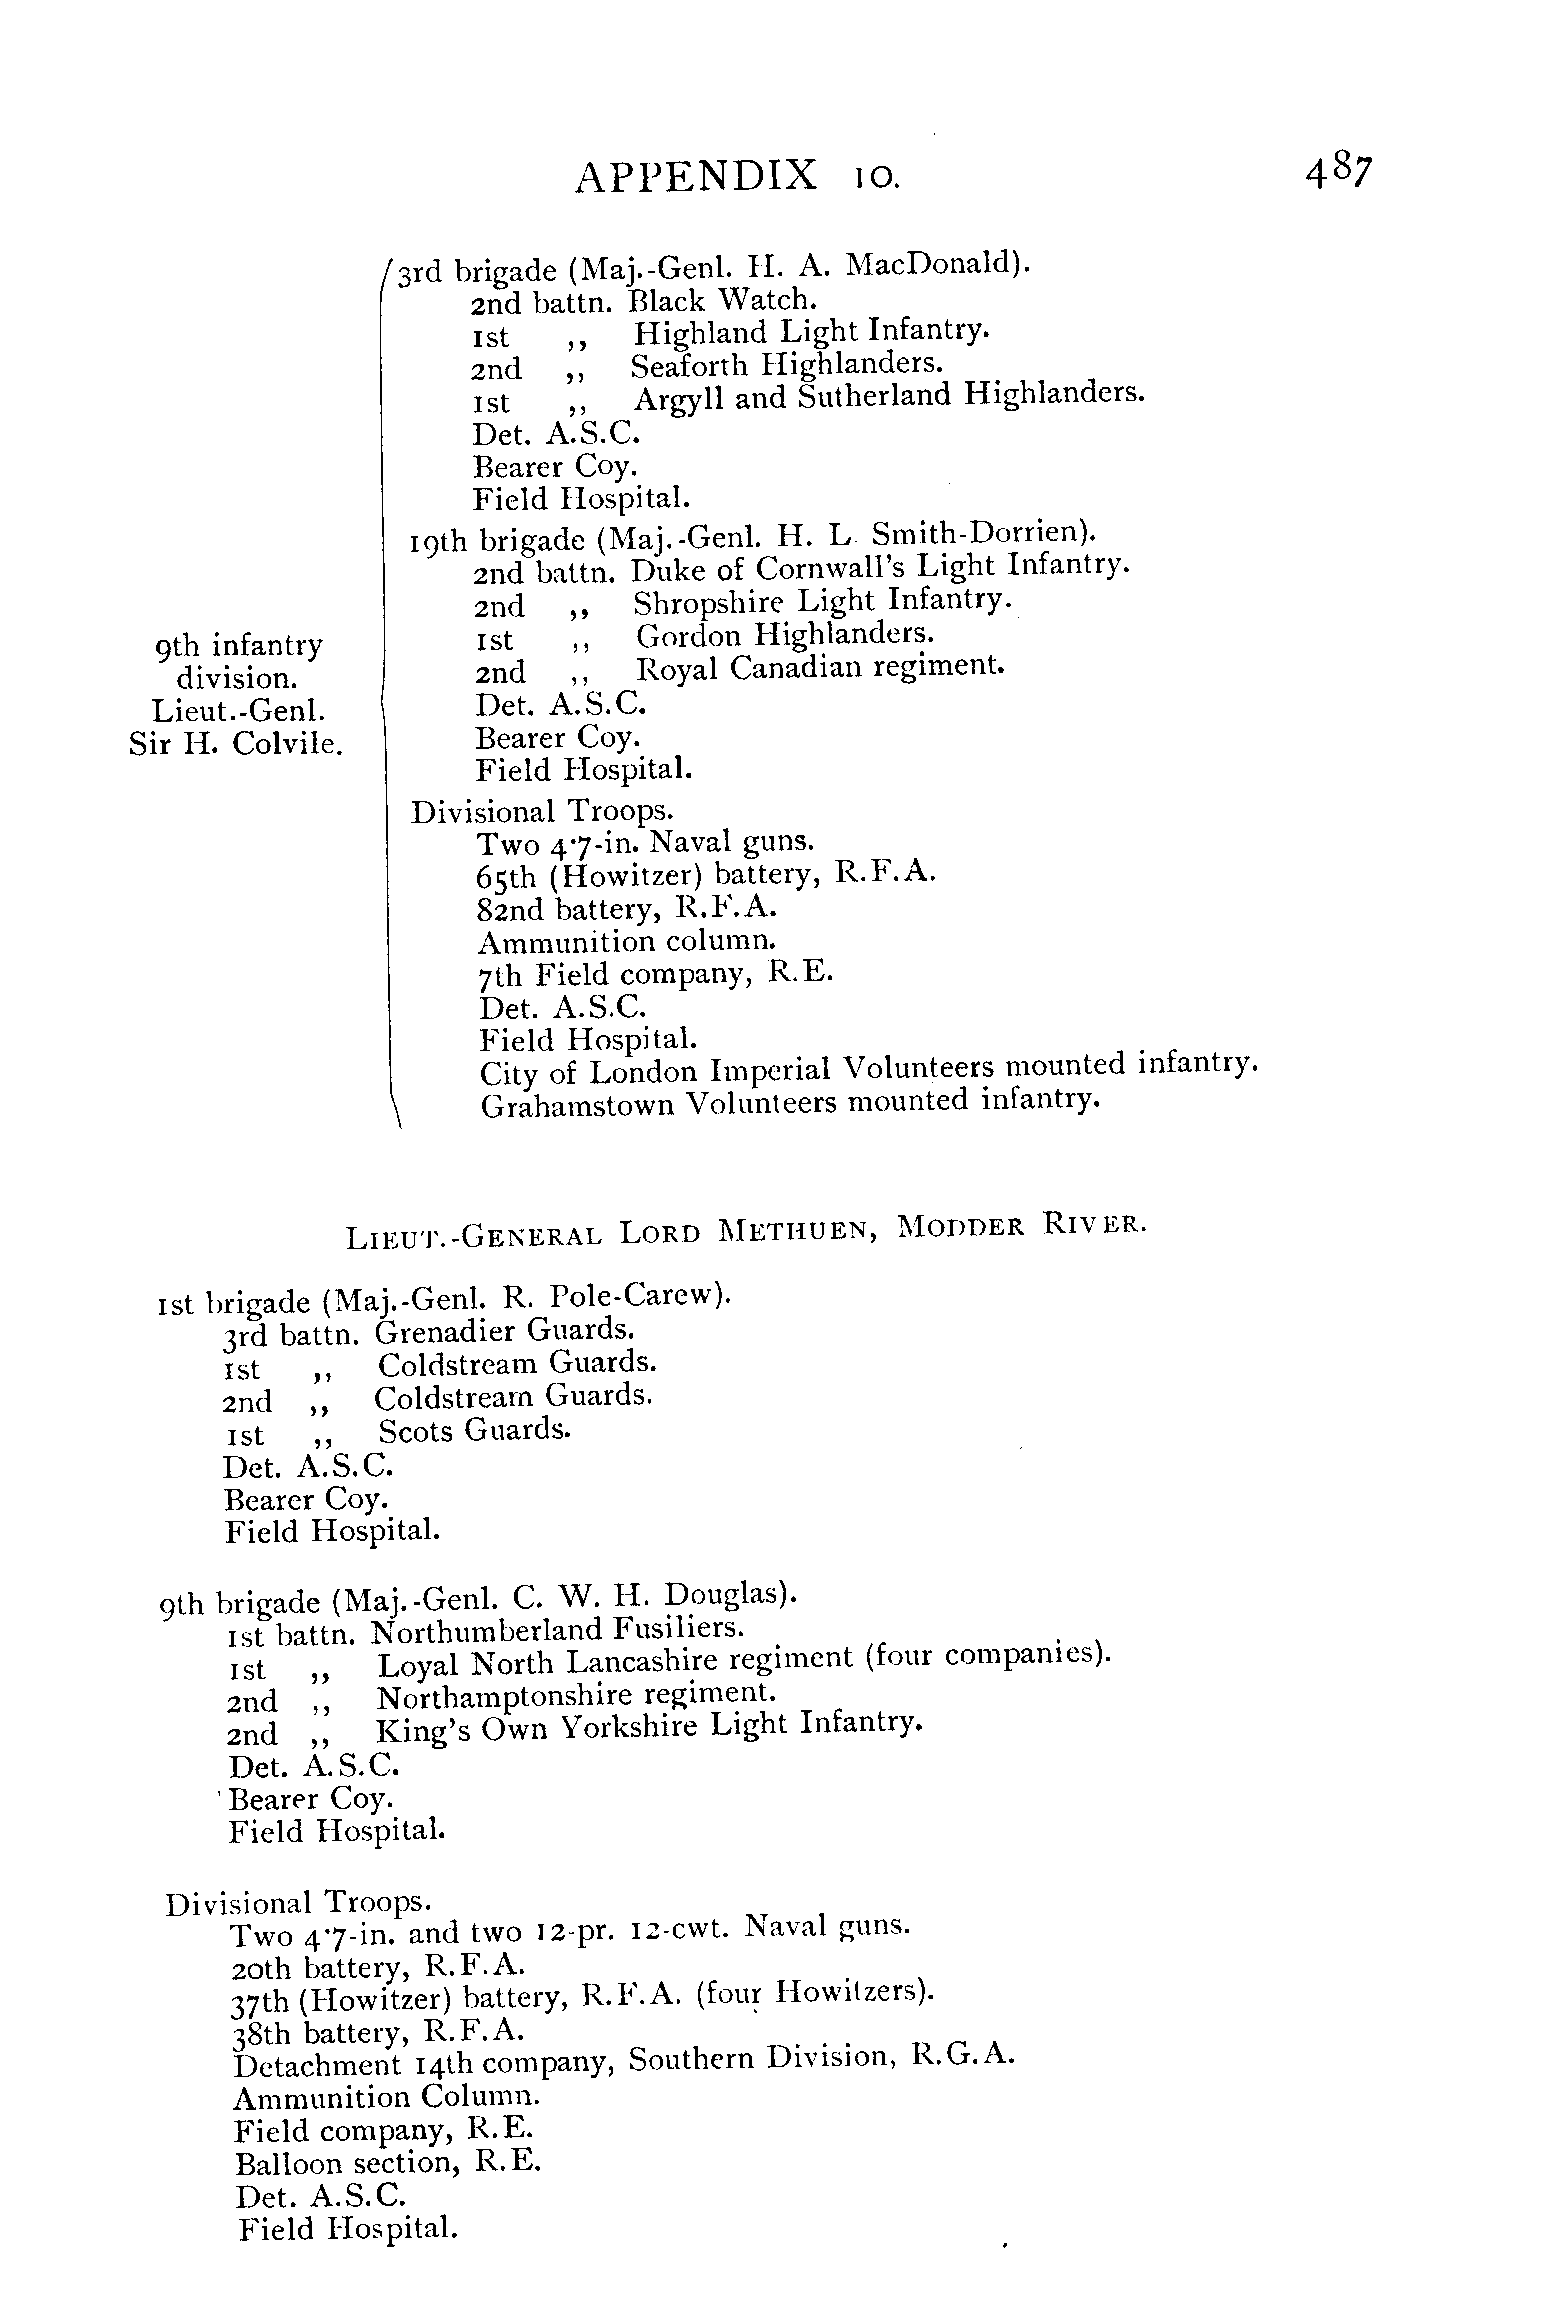 APPENDIX 10. 487
3rd brigade (Maj.-Genl. H. A. MacDonald).
2nd battn. Black Watch.
1st ,, Highland Light Infantry.
2nd ,, Seaforth Highlanders.
1st ,, Argyll and Sutherland Highlanders.
Det. A.S.C.
Bearer Coy.
Field Hospital.
19th brigade (Maj.-Genl. H. L. Smith-Dorrien).
2nd battn. Duke of Cornwall's Light Infantry.
2nd ,, Shropshire Light Infantry.
1st ,, Gordon Highlanders.
2nd ,, Royal Canadian regiment.
Det. A.S.C.
Bearer Coy.
Field Hospital.
9th infantry
division.
Lieut.-Genl.
Sir H. Colvile.
Divisional Troops.
Two 4·7-in. Naval guns.
65th (Howitzer) battery, R.F.A.
82nd battery, R.F.A.
Ammunition column.
7th Field company, R.E.
Det. A.S.C.
Field Hospital.
City of London Imperial Volunteers mounted infantry.
Grahamstown Volunteers mounted infantry.
LIEUT.-GENERAL LORD METHUEN, MODDER RIVER.
1st brigade (Maj.-Genl. R. Pole-Carew).
3rd battn. Grenadier Guards.
1st ,, Coldstream Guards.
2nd ,, Coldstream Guards.
1st ,, Scots Guards.
Det. A.S.C.
Bearer Coy.
Field Hospital.
9th brigade (Maj.-Genl. C. W. H. Douglas).
1st battn. Northumberland Fusiliers.
1st ,, Loyal North Lancashire regiment (four companies).
2nd ,, Northamptonshire regiment.
2nd ,, King's Own Yorkshire Light Infantry.
Det. A.S.C.
Bearer Coy.
Field Hospital.
Divisional Troops.
Two 4·7-in. and two 12-pr. 12-cwt. Naval guns.
20th battery, R.F.A.
37th (Howitzer) battery, R.F.A. (four Howitzers).
38th battery, R.F.A.
Detachment 14th company, Southern Division, R.G.A.
Ammunition Column.
Field company, R.E.
Balloon section, R.E.
Det. A.S.C.
Field Hospital.